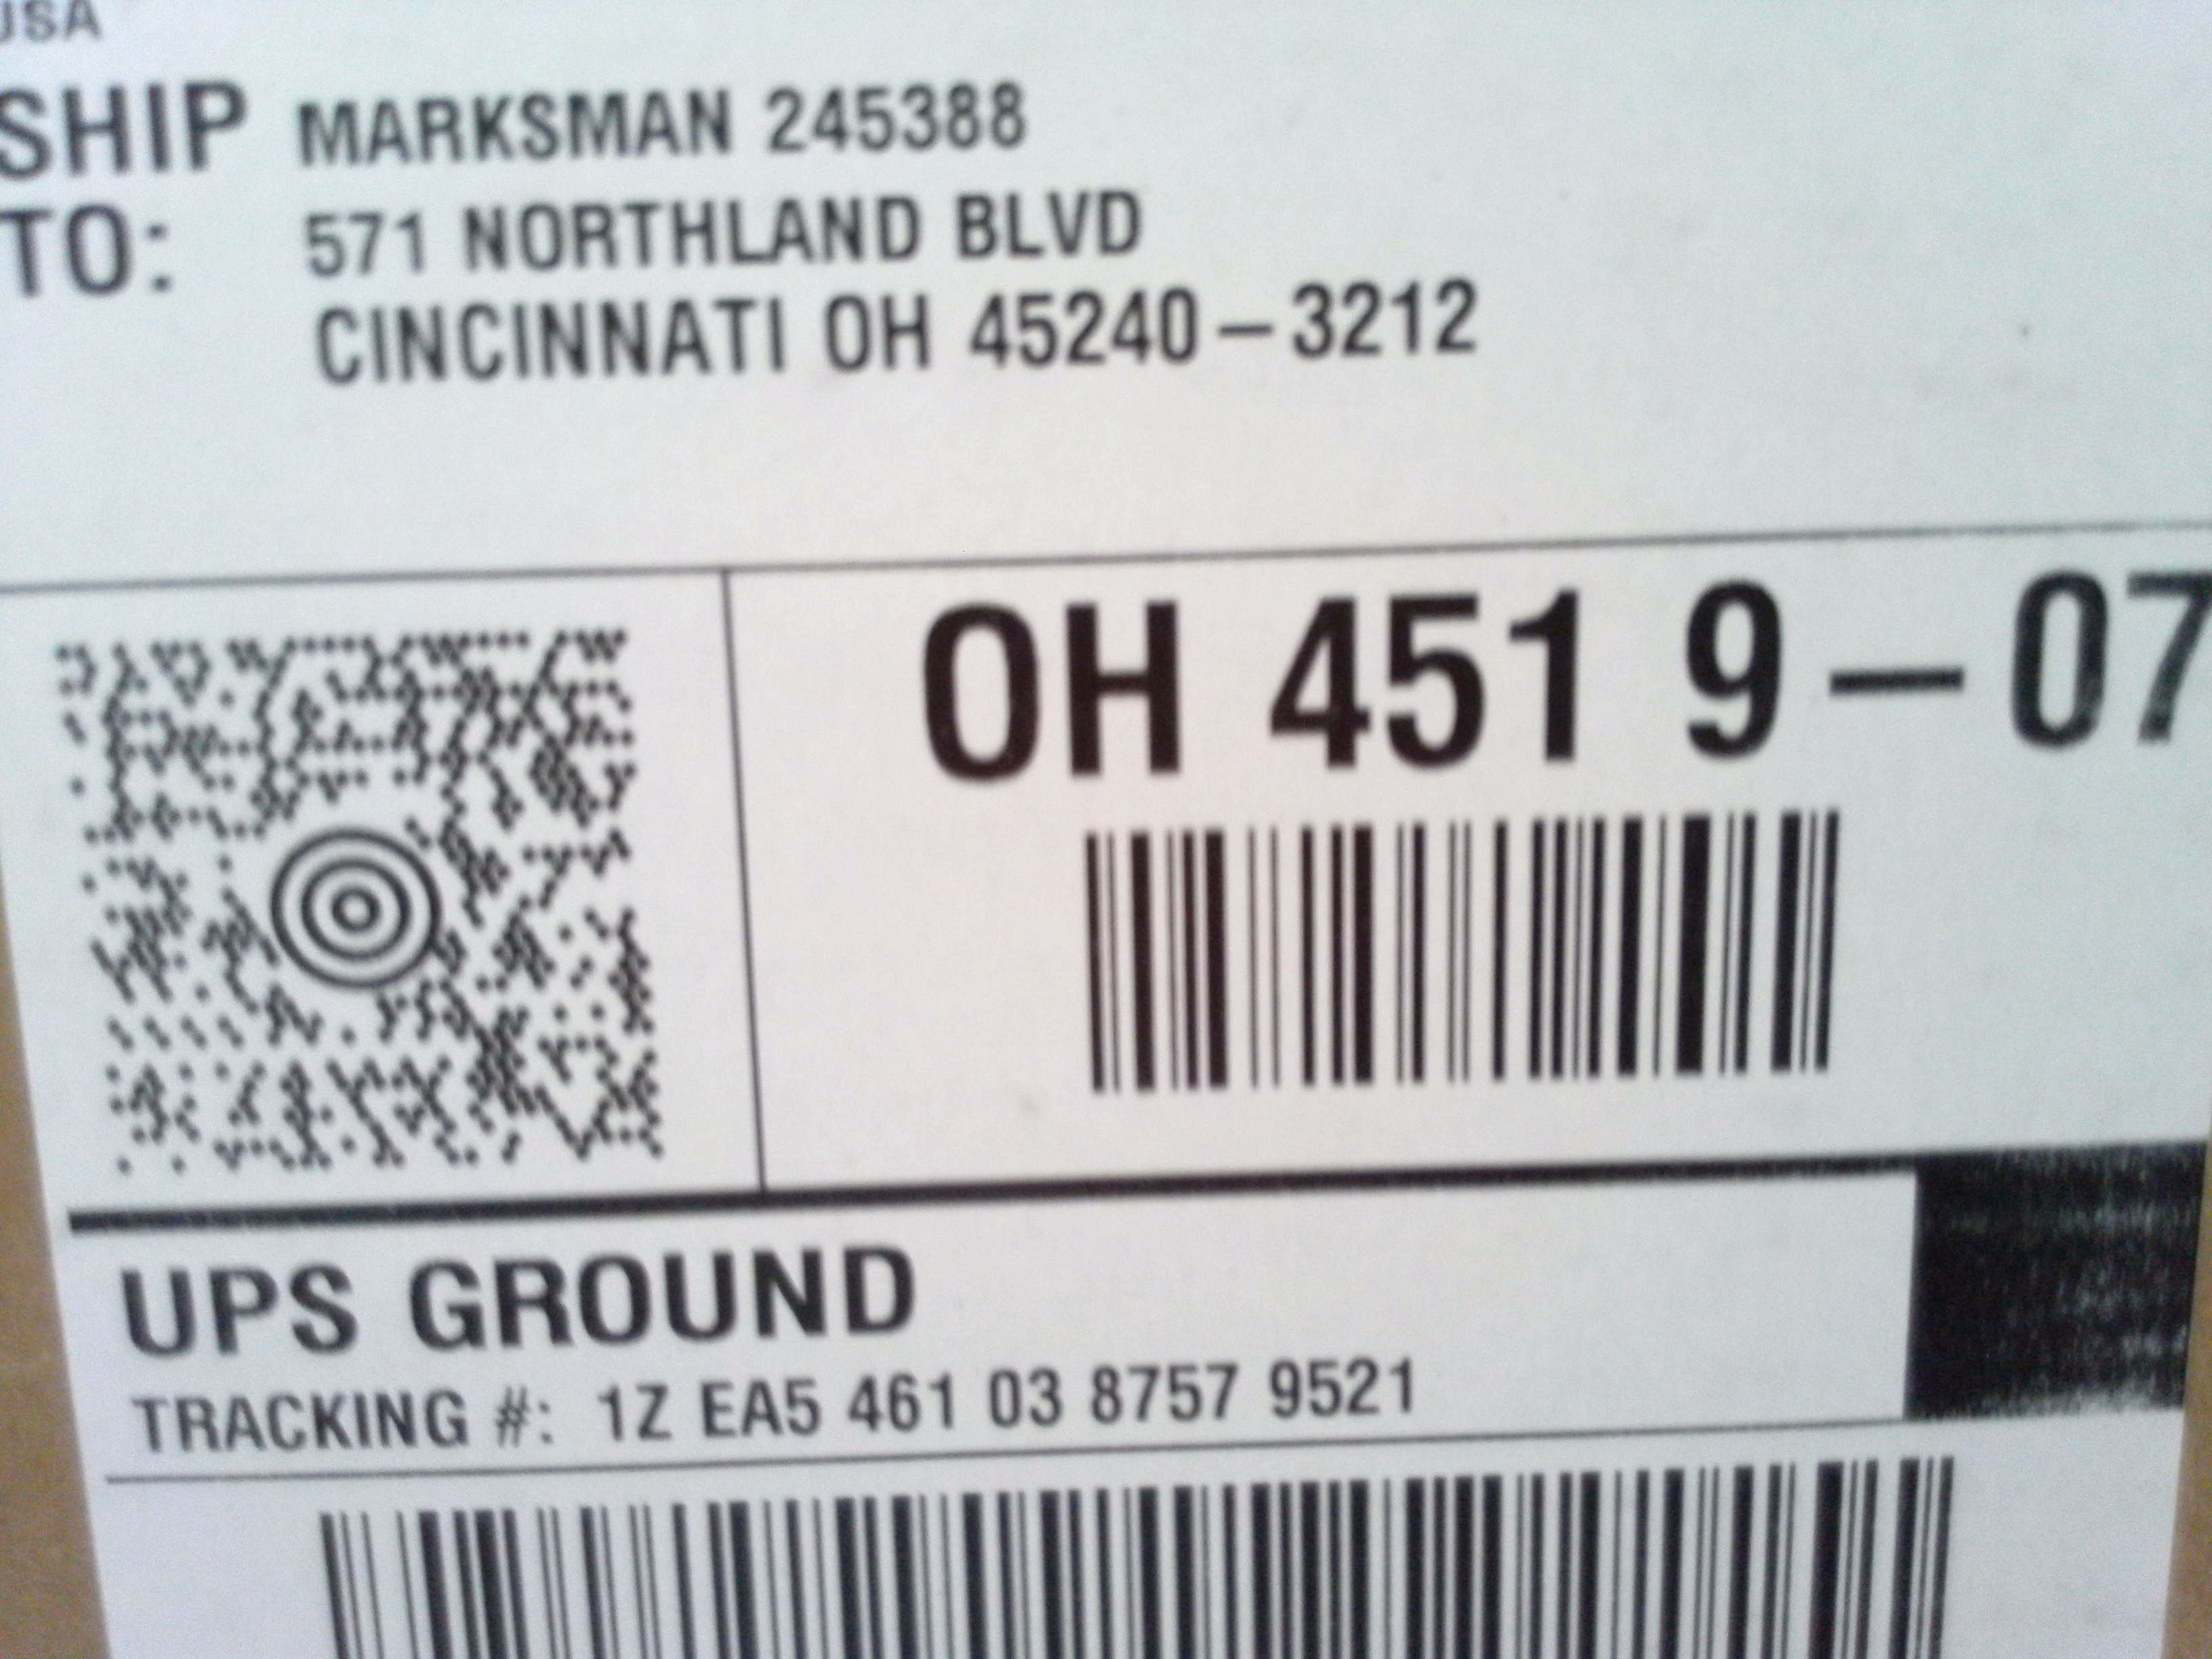 USA
SHIP TO: MARKSMAN 245388
571 NORTHLAND BLVD
CINCINNATI OH 45240-3212
OH 451 9-07
UPS GROUND
TRACKING #: 1Z EA5 461 03 8757 9521